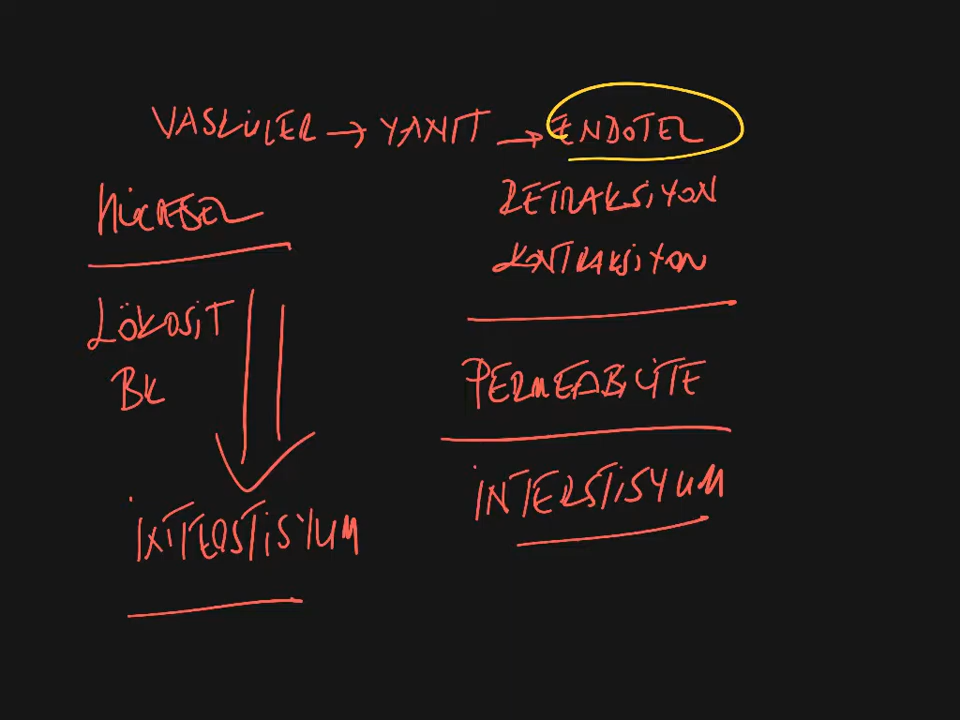 VASKÜLER → YANIT → ENDOTEL
HÜCRESEL
RETRAKSİYON
KONTRAKSİYON
LÖKOSİT
BK
PERMEABİLİTE
İNTERSTİSYUM
İNTERSTİSYUM